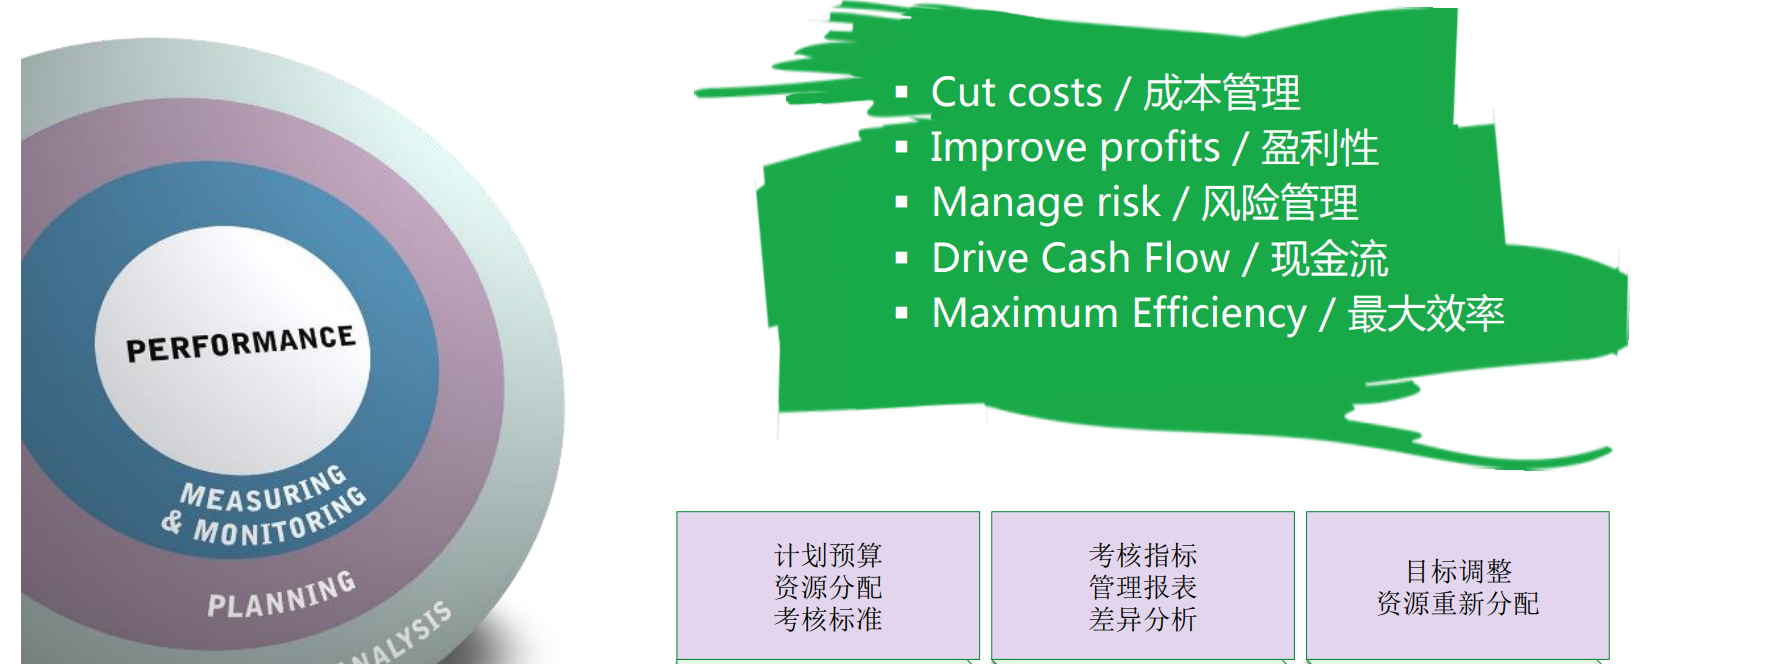 PERFORMANCE
MEASURING
& MONITORING
PLANNING
▪ Cut costs / 成本管理
▪ Improve profits / 盈利性
▪ Manage risk / 风险管理
▪ Drive Cash Flow / 现金流
▪ Maximum Efficiency / 最大效率
计划预算
资源分配
考核标准
考核指标
管理报表
差异分析
目标调整
资源重新分配